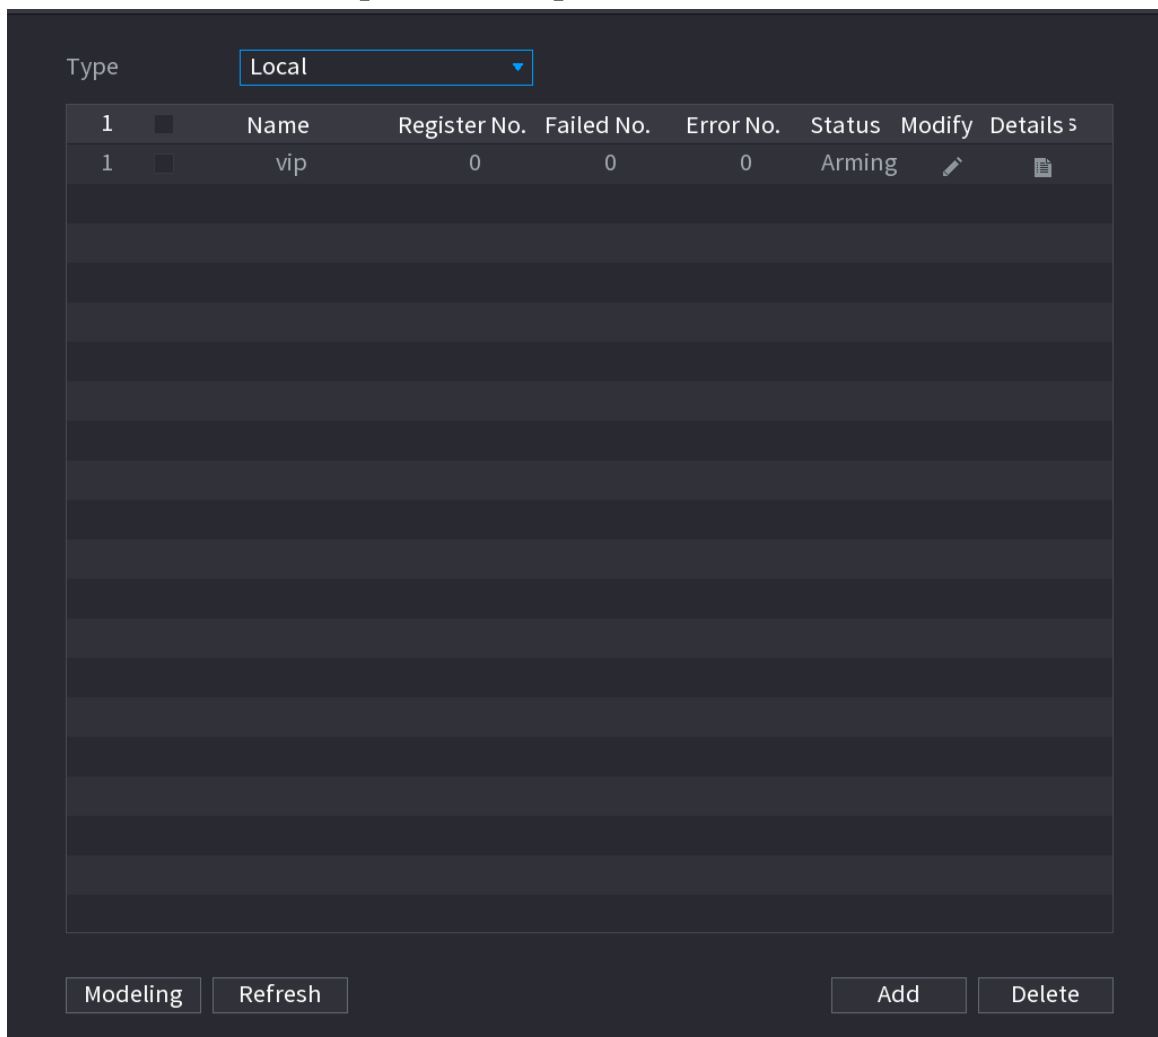 Type Local
1 Name Register No. Failed No. Error No. Status Modify Details s
1 vip 0 0 0 Arming
Modeling Refresh Add Delete